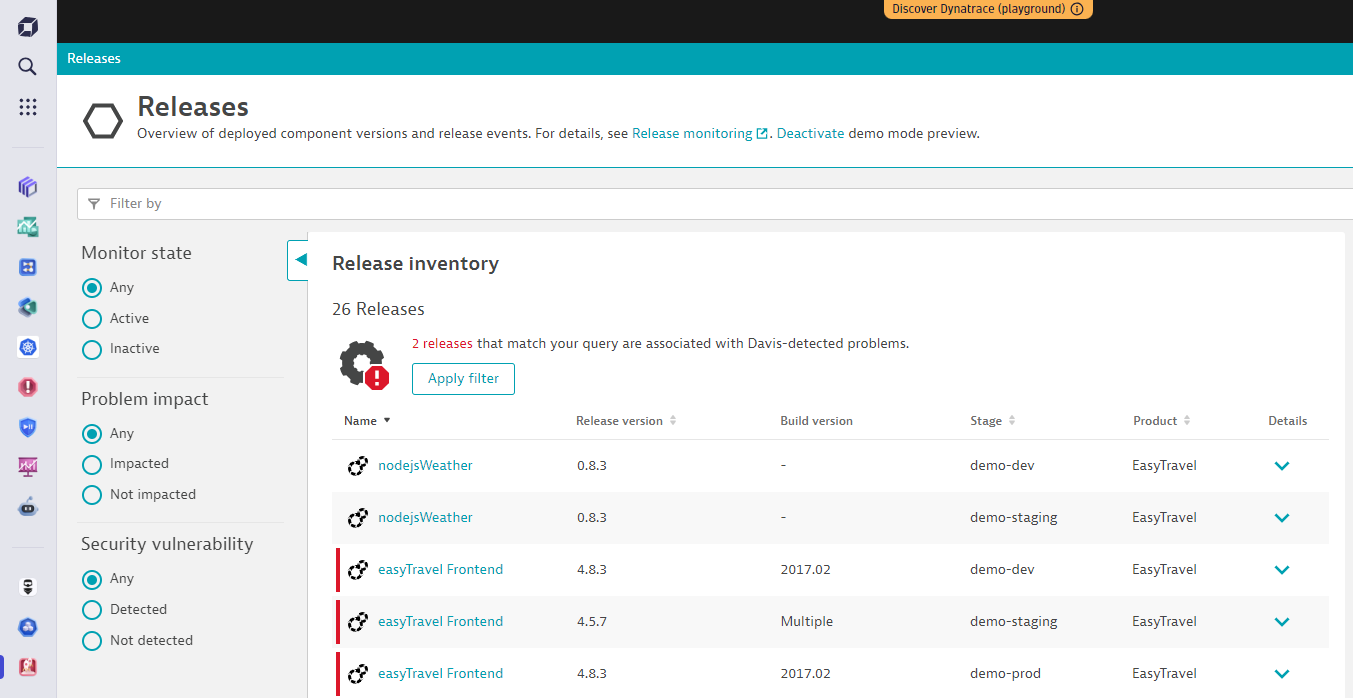 Discover Dynatrace (playground)
Releases
Releases
Overview of deployed component versions and release events. For details, see Release monitoring. Deactivate demo mode preview.
Filter by
Monitor state
Any
Active
Inactive
Problem impact
Any
Impacted
Not impacted
Security vulnerability
Any
Detected
Not detected
Release inventory
26 Releases
2 releases that match your query are associated with Davis-detected problems.
Apply filter
Name Release version Build version Stage Product Details
nodejsWeather 0.8.3 - demo-dev EasyTravel
nodejsWeather 0.8.3 - demo-staging EasyTravel
easyTravel Frontend 4.8.3 2017.02 demo-dev EasyTravel
easyTravel Frontend 4.5.7 Multiple demo-staging EasyTravel
easyTravel Frontend 4.8.3 2017.02 demo-prod EasyTravel